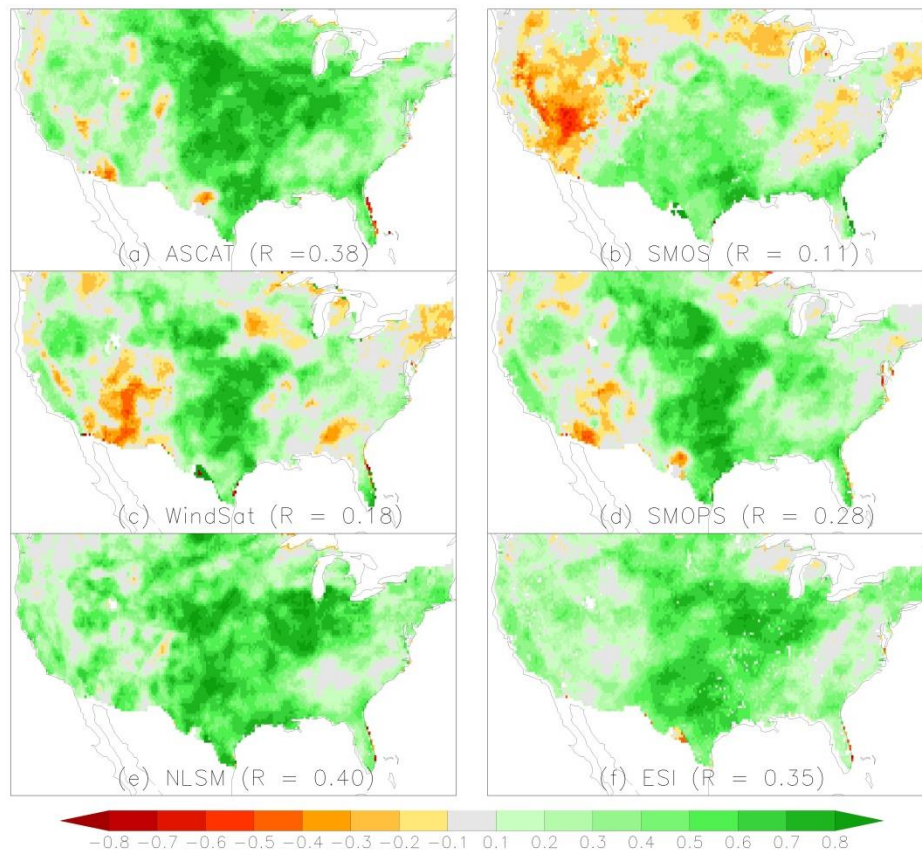 (a) ASCAT (R =0.38)
(b) SMOS (R = 0.11)
(c) WindSat (R = 0.18)
(d) SMOPS (R = 0.28)
(e) NLSM (R = 0.40)
(f) ESI (R = 0.35)
-0.8 -0.7 -0.6 -0.5 -0.4 -0.3 -0.2 -0.1 0.1 0.2 0.3 0.4 0.5 0.6 0.7 0.8